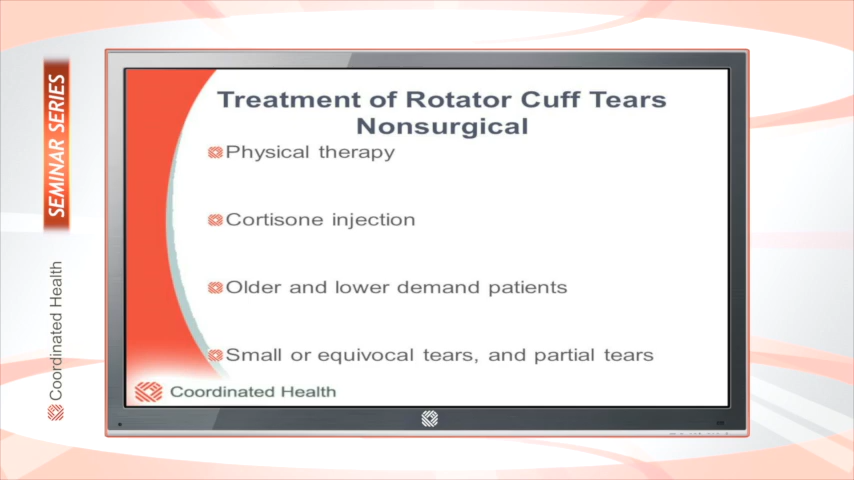 SEMINAR SERIES
Coordinated Health
Treatment of Rotator Cuff Tears
Nonsurgical
Physical therapy
Cortisone injection
Older and lower demand patients
Small or equivocal tears, and partial tears
Coordinated Health